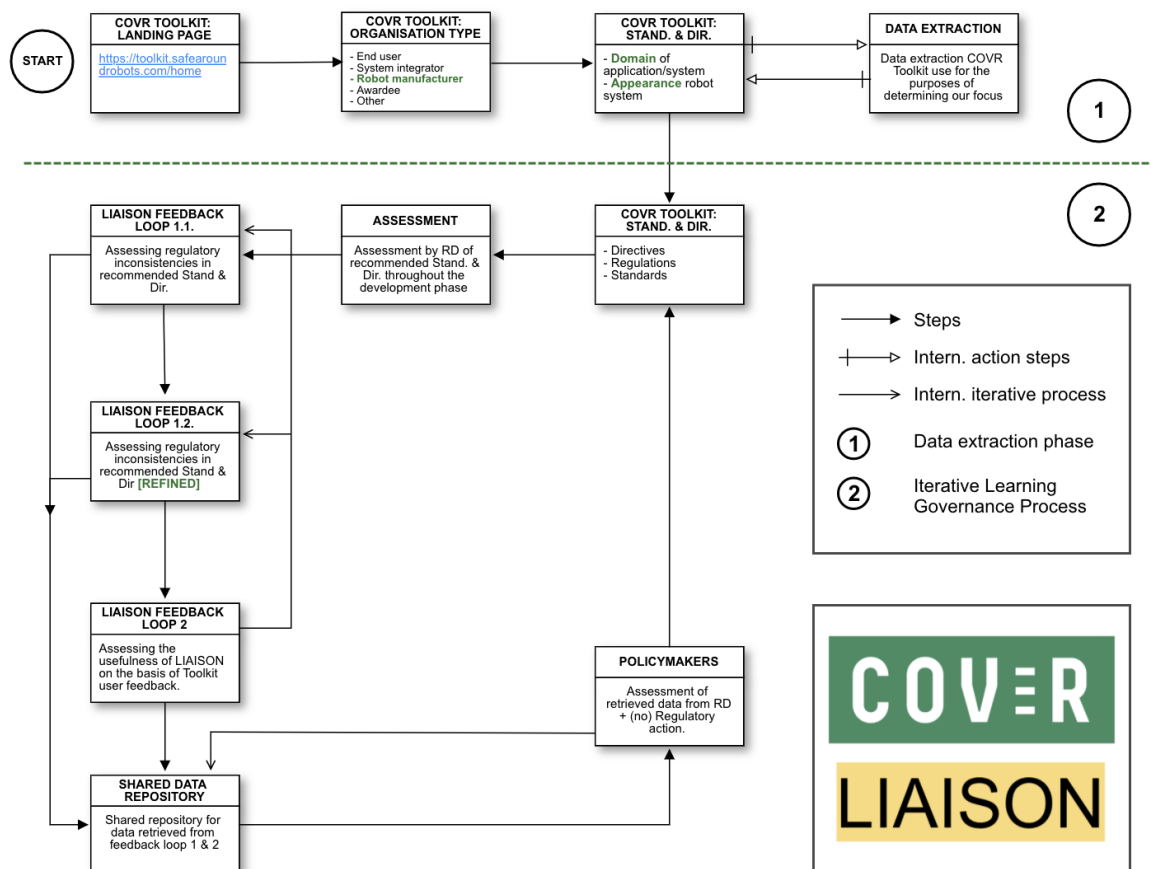 START
COVR TOOLKIT:
LANDING PAGE
https://toolkit.safearoun
drobots.com/home
COVR TOOLKIT:
ORGANISATION TYPE
- End user
- System integrator
- Robot manufacturer
- Awardee
- Other
COVR TOOLKIT:
STAND. & DIR.
- Domain of
application/system
- Appearance robot
system
DATA EXTRACTION
Data extraction COVR
Toolkit use for the
purposes of
determining our focus
1
2
LIAISON FEEDBACK
LOOP 1.1.
Assessing regulatory
inconsistencies in
recommended Stand &
Dir.
ASSESSMENT
Assessment by RD of
recommended Stand. &
Dir. throughout the
development phase
COVR TOOLKIT:
STAND. & DIR.
- Directives
- Regulations
- Standards
Steps
Intern. action steps
Intern. iterative process
1 Data extraction phase
2 Iterative Learning
Governance Process
LIAISON FEEDBACK
LOOP 1.2.
Assessing regulatory
inconsistencies in
recommended Stand &
Dir [REFINED]
LIAISON FEEDBACK
LOOP 2
Assessing the
usefulness of LIAISON
on the basis of Toolkit
user feedback.
POLICYMAKERS
Assessment of
retrieved data from RD
+ (no) Regulatory
action.
SHARED DATA
REPOSITORY
Shared repository for
data retrieved from
feedback loop 1 & 2
COVER
LIAISON